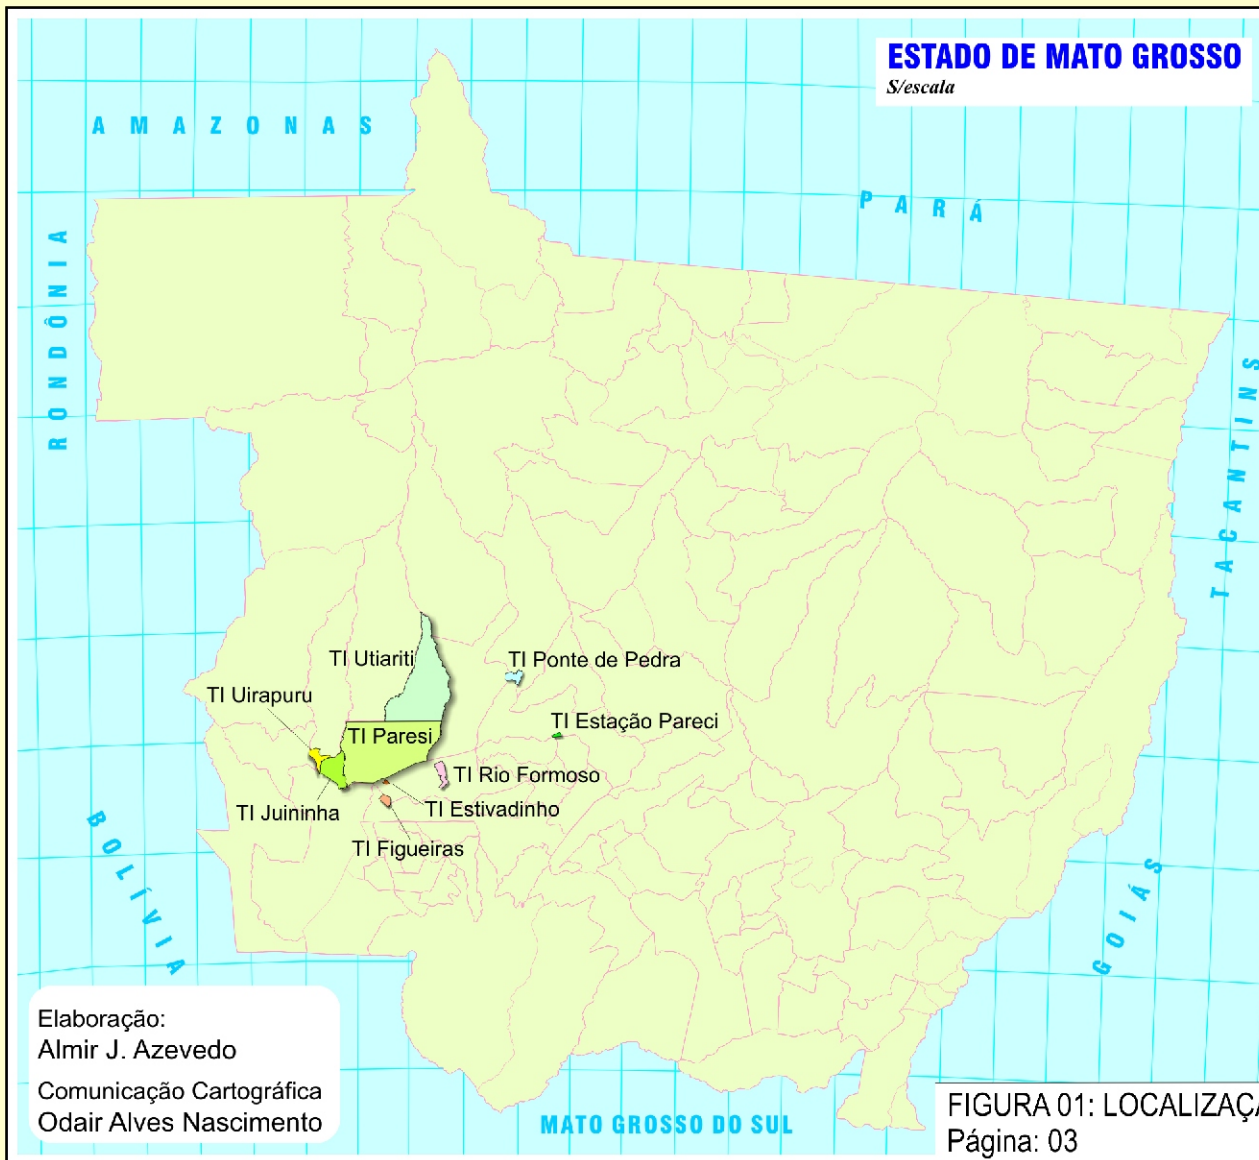 ESTADO DE MATO GROSSO
S/escala
AMAZONAS
PARÁ
RONDÔNIA
TACANTINS
TI Utiariti
TI Ponte de Pedra
TI Uirapuru
TI Estação Pareci
TI Paresi
TI Rio Formoso
TI Juininha
TI Estivadinho
TI Figueiras
BOLÍVIA
GOIÁS
Elaboração:
Almir J. Azevedo
Comunicação Cartográfica
Odair Alves Nascimento
MATO GROSSO DO SUL
FIGURA 01: LOCALIZAÇ
Página: 03